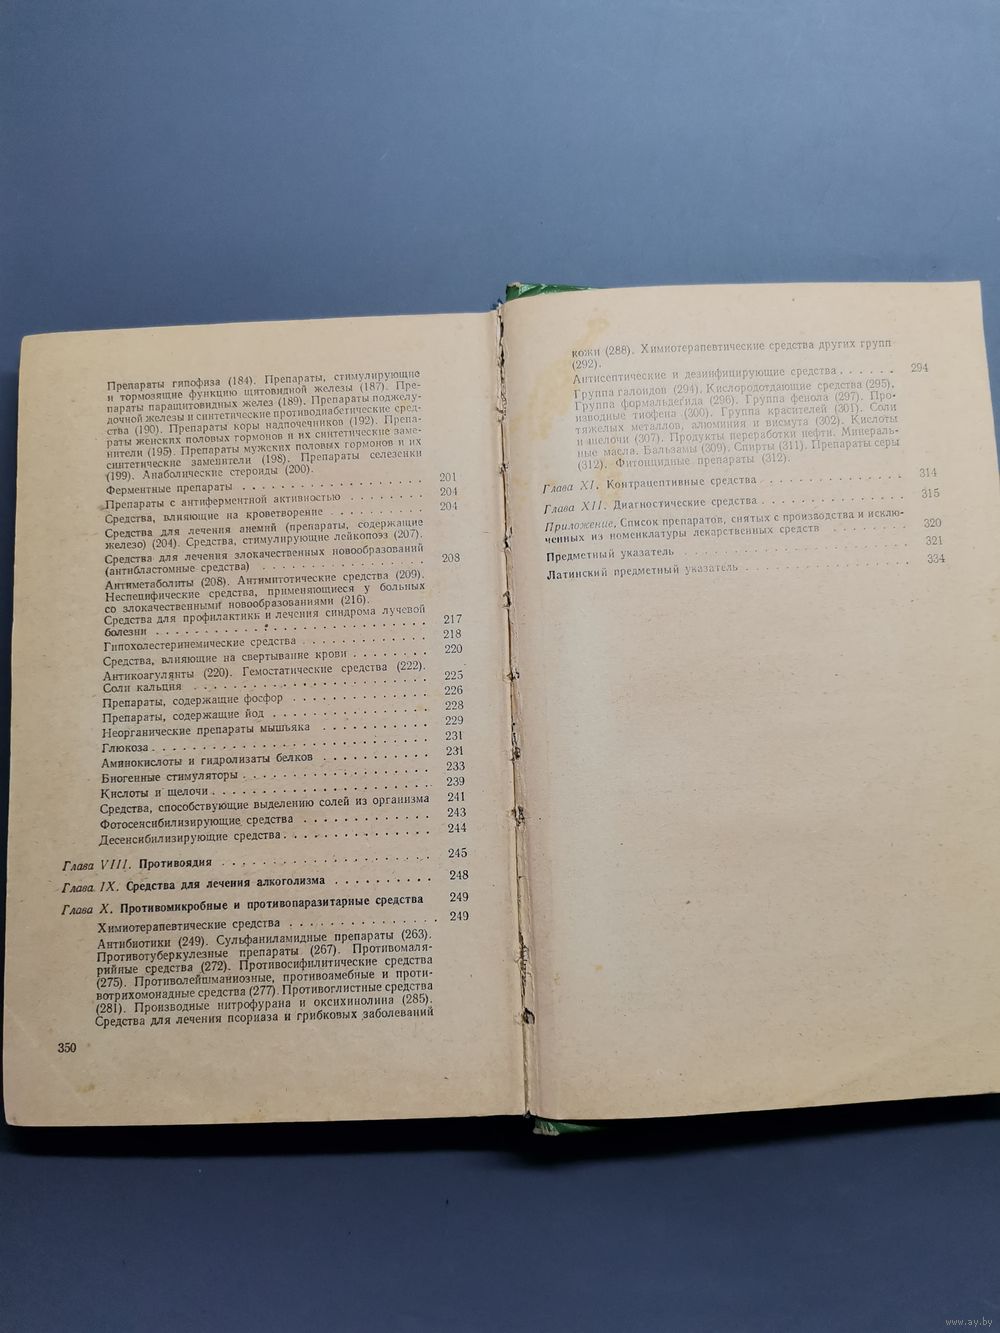 Препараты гипофиза (184). Препараты, стимулирующие
и тормозящие функцию щитовидной железы (187). Пре-
параты паращитовидных желез (189). Препараты поджелу-
дочной железы и синтетические противодиабетические сред-
ства (190). Препараты коры надпочечников (192). Препа-
раты женских половых гормонов и их синтетические заме-
нители (195). Препараты мужских половых гормонов и их
синтетические заменители (198). Препараты селезенки
(199). Анаболические стероиды (200).
Ферментные препараты . . . . . . . . . . . . . . 201
Препараты с антиферментной активностью . . . . . . . . 204
Средства, влияющие на кроветворение . . . . . . . . . 204
Средства для лечения анемий (препараты, содержащие
железо) (204). Средства, стимулирующие лейкопоэз (207).
Средства для лечения злокачественных новообразований
(антибластомные средства) . . . . . . . . . . . . . 208
Антиметаболиты (208). Антимитотические средства (209).
Неспецифические средства, применяющиеся у больных
со злокачественными новообразованиями (216).
Средства для профилактики и лечения синдрома лучевой
болезни . . . . . . . . . . . . . . . . . . . . 217
Гипохолестеринемические средства . . . . . . . . . . 218
Средства, влияющие на свертывание крови . . . . . . . 220
Антикоагулянты (220). Гемостатические средства (222).
Соли кальция . . . . . . . . . . . . . . . . . . 225
Препараты, содержащие фосфор . . . . . . . . . . . 226
Препараты, содержащие йод . . . . . . . . . . . . . 228
Неорганические препараты мышьяка . . . . . . . . . 229
Глюкоза . . . . . . . . . . . . . . . . . . . . 231
Аминокислоты и гидролизаты белков . . . . . . . . . 231
Биогенные стимуляторы . . . . . . . . . . . . . . . 233
Кислоты и щелочи . . . . . . . . . . . . . . . . . 239
Средства, способствующие выделению солей из организма 241
Фотосенсибилизирующие средства . . . . . . . . . . . 243
Десенсибилизирующие средства . . . . . . . . . . . . 244
Глава VIII. Противоядия . . . . . . . . . . . . . . . . 245
Глава IX. Средства для лечения алкоголизма . . . . . . . . . . 248
Глава X. Противомикробные и противопаразитарные средства 249
Химиотерапевтические средства . . . . . . . . . . . . 249
Антибиотики (249). Сульфаниламидные препараты (263).
Противотуберкулезные препараты (267). Противомаля-
рийные средства (272). Противосифилитические средства
(275). Противолейшманиозные, противоамебные и проти-
вотрихомонадные средства (277). Противоглистные средства
(281). Производные нитрофурана и оксихинолина (285).
Средства для лечения псориаза и грибковых заболеваний
350
кожи (288). Химиотерапевтические средства других групп
(292).
Антисептические и дезинфицирующие средства . . . . . . 294
Группа галоидов (294). Кислородотдающие средства (295).
Группа формальдегида (296). Группа фенола (297). Про-
изводные тиофена (300). Группа красителей (301). Соли
тяжелых металлов, алюминия и висмута (302). Кислоты
и щелочи (307). Продукты переработки нефти. Минераль-
ные масла. Бальзамы (309). Спирты (311). Препараты серы
(312). Фитонцидные препараты (312).
Глава XI. Контрацептивные средства . . . . . . . . . . . . . 314
Глава XII. Диагностические средства . . . . . . . . . . . . . 315
Приложение. Список препаратов, снятых с производства и исклю-
ченных из номенклатуры лекарственных средств . . . . . . . . 320
Предметный указатель . . . . . . . . . . . . . . . . . . 321
Латинский предметный указатель . . . . . . . . . . . . . 334
www.ay.by